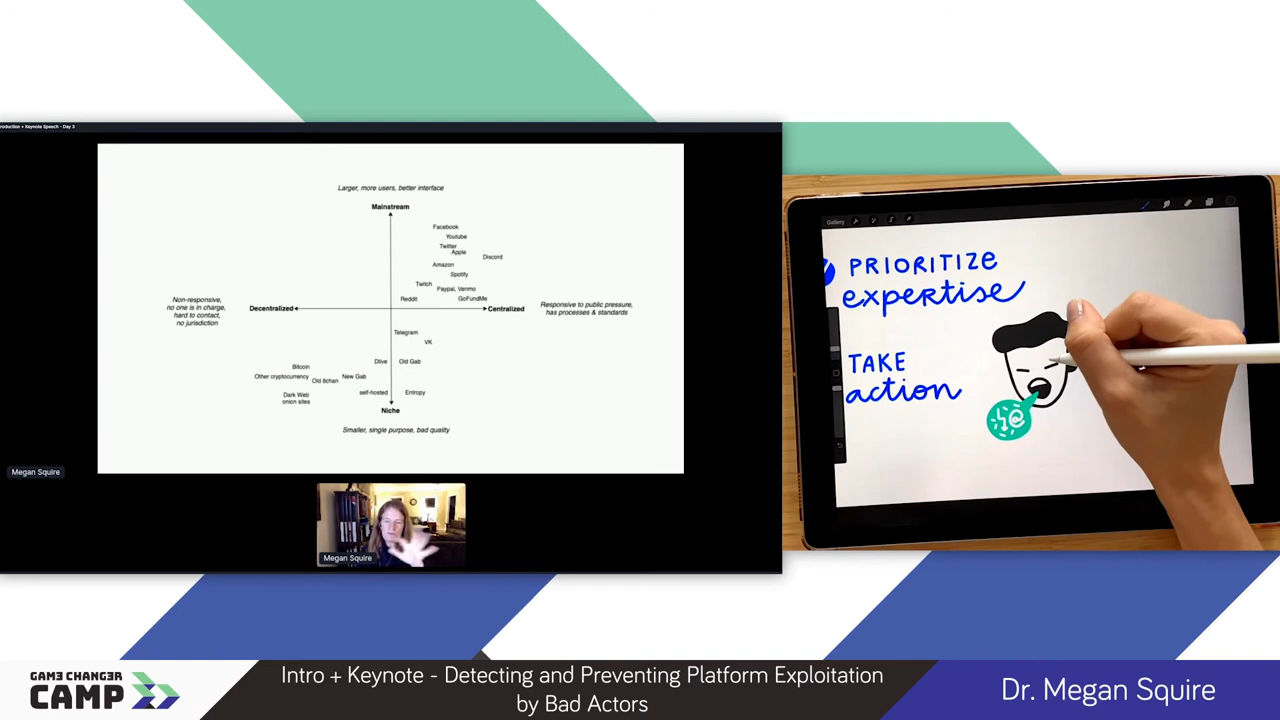 roduction + Keynote Speech - Day 3
Larger, more users, better interface
Mainstream
Facebook
Youtube
Twitter
Apple
Discord
Amazon
Spotify
Twitch
Paypal, Venmo
Reddit
GoFundMe
Non-responsive,
no one is in charge,
hard to contact,
no jurisdiction
Decentralized
Centralized
Responsive to public pressure,
has processes & standards
Telegram
VK
Dlive
Old Gab
Bitcoin
Other cryptocurrency
Old 8chan
New Gab
Dark Web
onion sites
self-hosted
Entropy
Niche
Smaller, single purpose, bad quality
Megan Squire
Megan Squire
Gallery
PRIORITIZE
expertise
TAKE
action
GAME CHANGER
CAMP
Intro + Keynote - Detecting and Preventing Platform Exploitation
by Bad Actors
Dr. Megan Squire